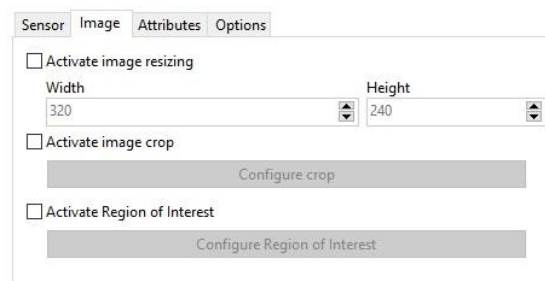 Sensor Image Attributes Options
Activate image resizing
Width Height
320 240
Activate image crop
Configure crop
Activate Region of Interest
Configure Region of Interest